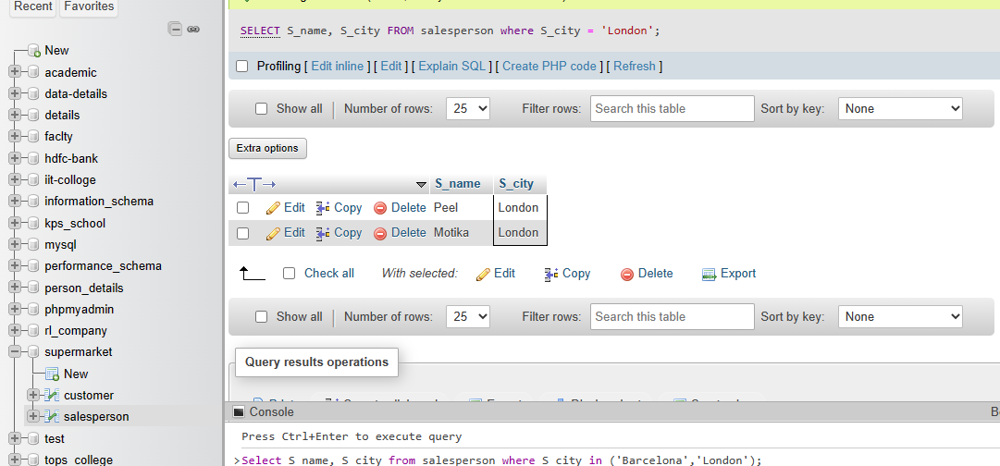 Recent Favorites
New
academic
data-details
details
faclty
hdfc-bank
iit-colloge
information_schema
kps_school
mysql
performance_schema
person_details
phpmyadmin
rl_company
supermarket
New
customer
salesperson
test
tops_college
SELECT S_name, S_city FROM salesperson where S_city = 'London';
Profiling [ Edit inline ] [ Edit ] [ Explain SQL ] [ Create PHP code ] [ Refresh ]
Show all Number of rows: 25 Filter rows: Search this table Sort by key: None
Extra options
S_name S_city
Edit Copy Delete Peel London
Edit Copy Delete Motika London
Check all With selected: Edit Copy Delete Export
Show all Number of rows: 25 Filter rows: Search this table Sort by key: None
Query results operations
Console
Press Ctrl+Enter to execute query
>Select S_name, S_city from salesperson where S_city in ('Barcelona','London');